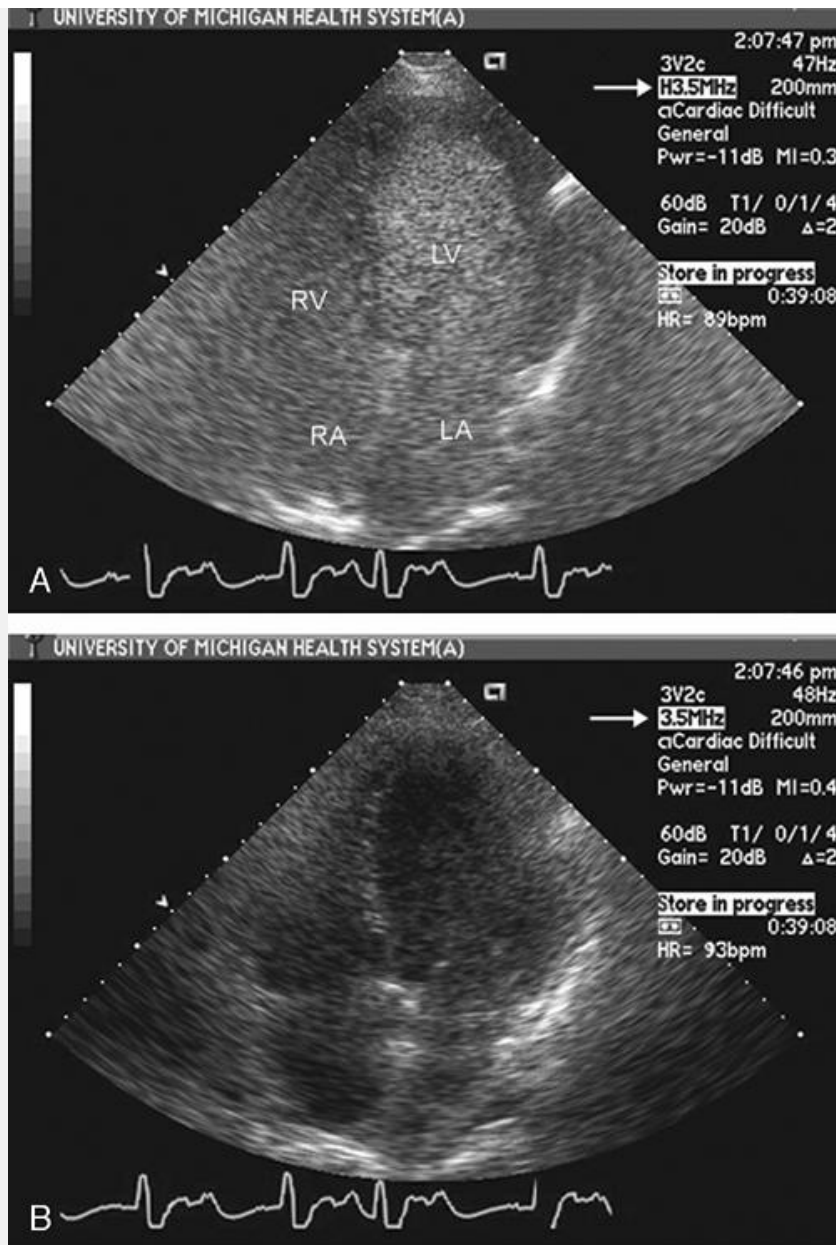 UNIVERSITY OF MICHIGAN HEALTH SYSTEM(A)
2:07:47 pm
3V2c 47Hz
H3.5MHz 200mm
Cardiac Difficult
General
Pwr=-11dB MI=0.3
60dB T1/ 0/1/4
Gain= 20dB Δ=2
Store in progress
0:39:08
HR= 89bpm
LV
RV
RA
LA
A
UNIVERSITY OF MICHIGAN HEALTH SYSTEM(A)
2:07:46 pm
3V2c 48Hz
3.5MHz 200mm
Cardiac Difficult
General
Pwr=-11dB MI=0.4
60dB T1/ 0/1/4
Gain= 20dB Δ=2
Store in progress
0:39:08
HR= 93bpm
B